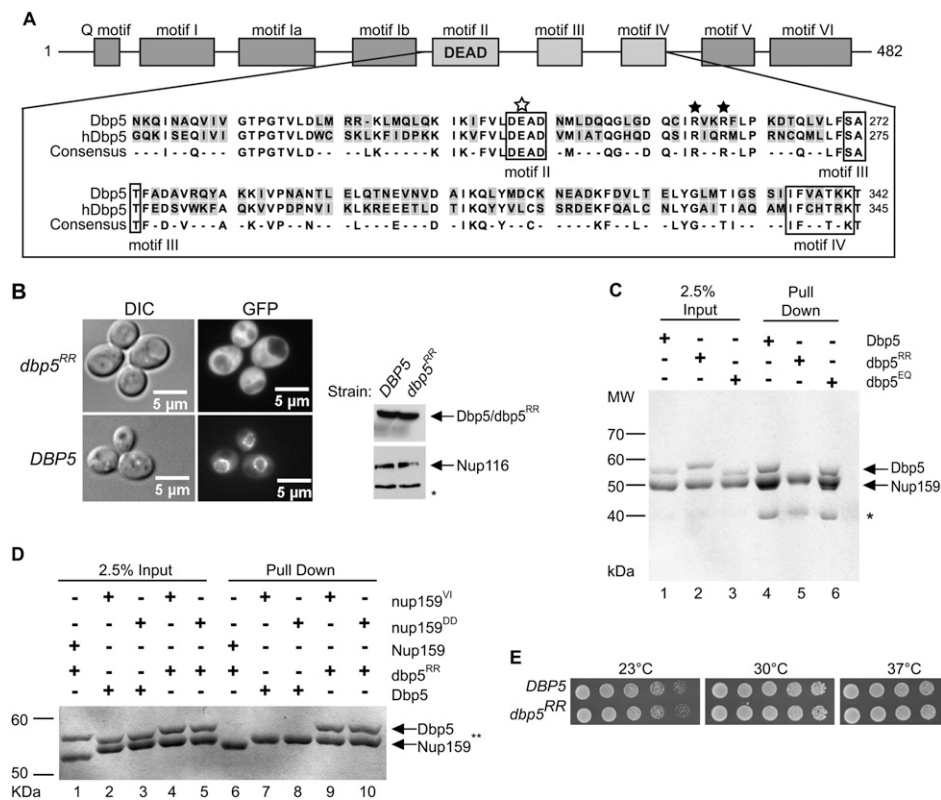 A
Q motif
motif I
motif Ia
motif Ib
motif II
motif III
motif IV
motif V
motif VI
1
DEAD
482
Dbp5 NKQINAQVIV GTPGTVLDLM RR-KLMQLQK IKIFVLDEAD NMLDQQGLGD QCIRVKRFLP KDTQLVLFSA 272
hDbp5 GQKISEQIVI GTPGTVLDWC SKLKFIDPKK IKVFVLDEAD VMIATQGHQD QSIRIQRMLP RNCQMLLFSA 275
Consensus ---I--Q--- GTPGTVLD-- ---K-----K IK-FVLDEAD -M---QG--D Q-IR--R-LP ---Q--LFSA
motif II
motif III
Dbp5 TFADAVRQYA KKIVPNANTL ELQTNEVNVD AIKQLYMDCK NEADKFDVLT ELYGLMTIGS SIIFVATKKT 342
hDbp5 TFEDSVWKFA QKVVPDPNVI KLKREEETLD TIKQYYVLCS SRDEKFQALC NLYGAITIAQ AMIFCHTRKT 345
Consensus TF-D-V---A -K-VP--N-- -L---E---D -IKQ-Y--C- ----KF--L- -LYG--TI-- --IF--T-KT
motif III
motif IV
B
DIC GFP
dbp5RR
5 µm
5 µm
DBP5
5 µm
5 µm
Strain: DBP5 dbp5RR
Dbp5/dbp5RR
Nup116
*
C
2.5% Input
Pull Down
+ - - + - - Dbp5
- + - - + - dbp5RR
- - + - - + dbp5EQ
MW
70
60
50
40
kDa
Dbp5
Nup159
*
1 2 3 4 5 6
D
2.5% Input
Pull Down
- + - + - - + - + - nup159VI
- - + - + - - + - + nup159DD
+ - - - - + - - - - Nup159
+ - - + + + - - + + dbp5RR
- + + - - - + + - - Dbp5
60
50
KDa
Dbp5
Nup159**
1 2 3 4 5 6 7 8 9 10
E
23°C 30°C 37°C
DBP5
dbp5RR